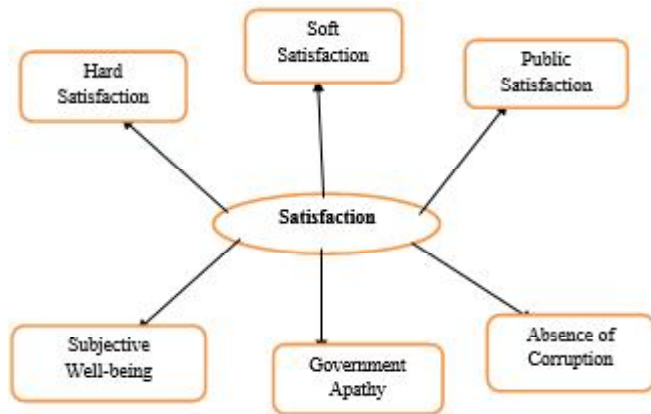 Soft
Satisfaction
Hard
Satisfaction
Public
Satisfaction
Satisfaction
Subjective
Well-being
Government
Apathy
Absence of
Corruption